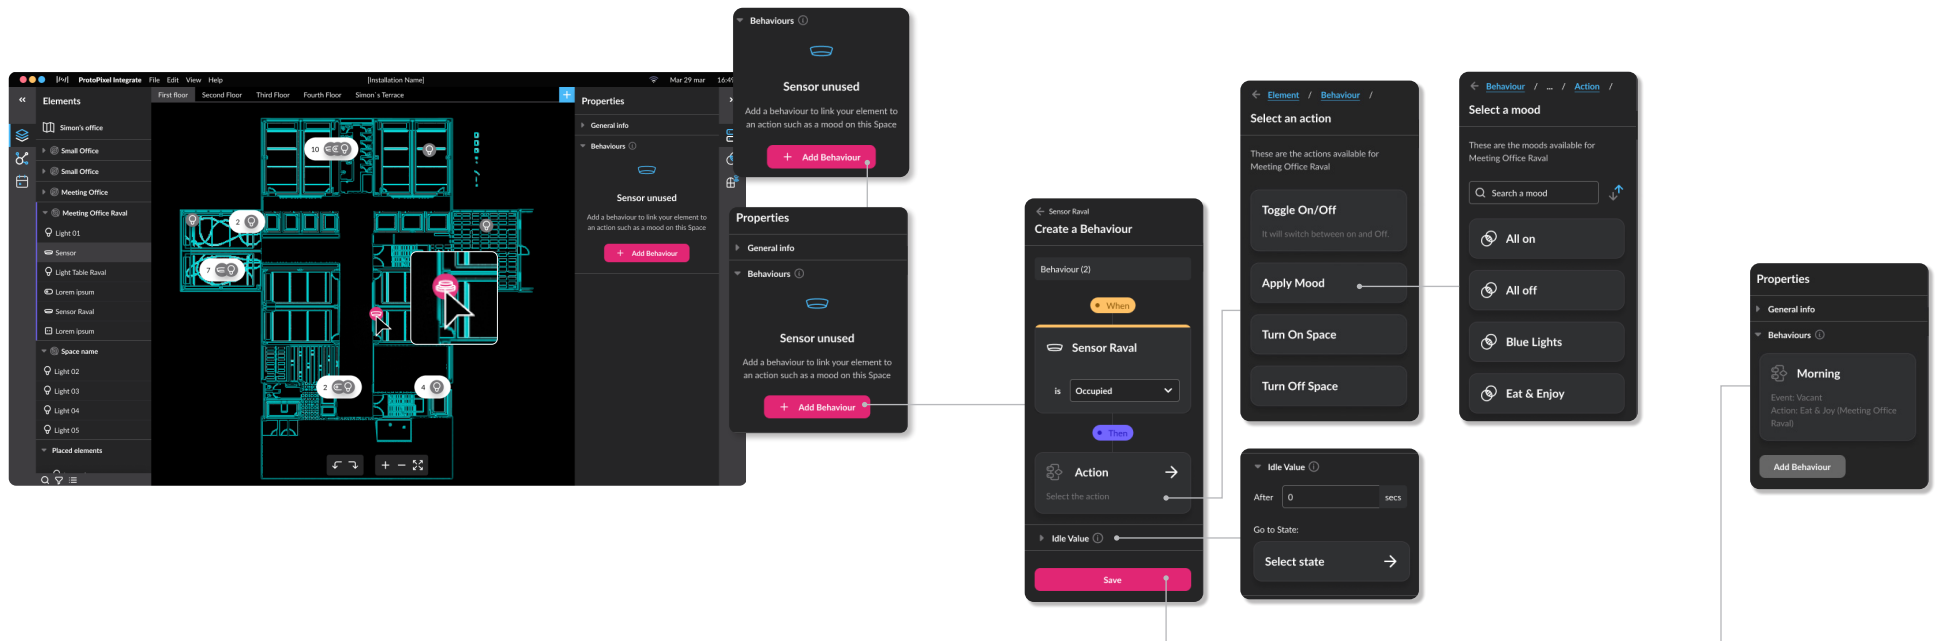 ProtoPixel Integrate File Edit View Help
[Installation Name]
Mar 29 mar 16:49
Elements
First floor Second Floor Third Floor Fourth Floor Simon´s Terrace
Simon's office
Small Office
Small Office
Meeting Office
Meeting Office Raval
Light 01
Sensor
Light Table Raval
Lorem ipsum
Sensor Raval
Lorem ipsum
Space name
Light 02
Light 03
Light 04
Light 05
Placed elements
10
2
7
2
4
Properties
General info
Behaviours
Sensor unused
Add a behaviour to link your element to
an action such as a mood on this Space
+ Add Behaviour
Behaviours
Sensor unused
Add a behaviour to link your element to
an action such as a mood on this Space
+ Add Behaviour
Properties
General info
Behaviours
Sensor unused
Add a behaviour to link your element to
an action such as a mood on this Space
+ Add Behaviour
Sensor Raval
Create a Behaviour
Behaviour (2)
When
Sensor Raval
is Occupied
Then
Action
Select the action
Idle Value
Save
Element / Behaviour /
Select an action
These are the actions available for
Meeting Office Raval
Toggle On/Off
It will switch between on and Off.
Apply Mood
Turn On Space
Turn Off Space
Idle Value
After 0 secs
Go to State:
Select state
Behaviour / ... / Action /
Select a mood
These are the moods available for
Meeting Office Raval
Search a mood
All on
All off
Blue Lights
Eat & Enjoy
Properties
General info
Behaviours
Morning
Event: Vacant
Action: Eat & Joy (Meeting Office
Raval)
Add Behaviour